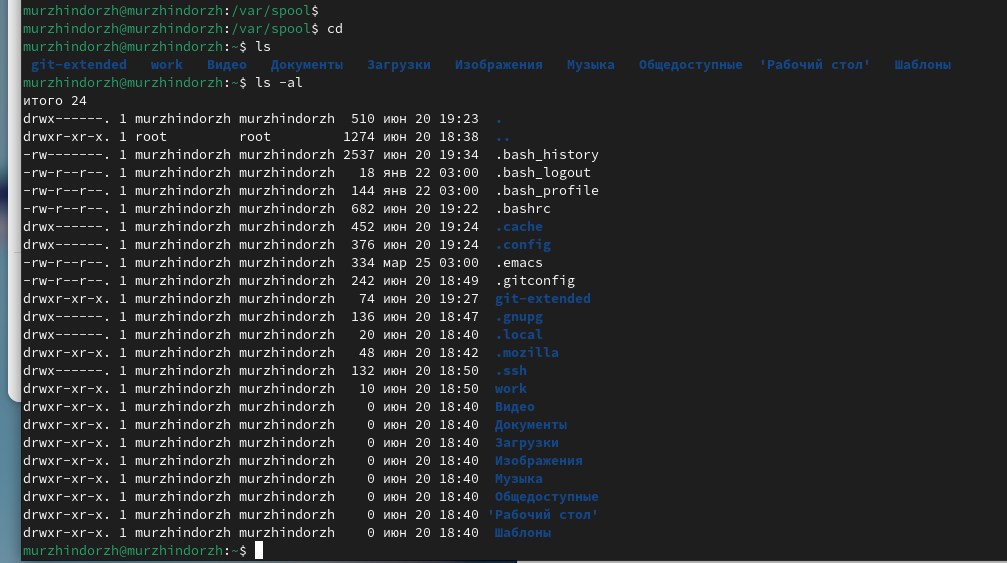 murzhindorzh@murzhindorzh:/var/spool$
murzhindorzh@murzhindorzh:/var/spool$ cd
murzhindorzh@murzhindorzh:~$ ls
git-extended work Видео Документы Загрузки Изображения Музыка Общедоступные 'Рабочий стол' Шаблоны
murzhindorzh@murzhindorzh:~$ ls -al
итого 24
drwx------. 1 murzhindorzh murzhindorzh 510 июн 20 19:23 .
drwxr-xr-x. 1 root root 1274 июн 20 18:38 ..
-rw-------. 1 murzhindorzh murzhindorzh 2537 июн 20 19:34 .bash_history
-rw-r--r--. 1 murzhindorzh murzhindorzh 18 янв 22 03:00 .bash_logout
-rw-r--r--. 1 murzhindorzh murzhindorzh 144 янв 22 03:00 .bash_profile
-rw-r--r--. 1 murzhindorzh murzhindorzh 682 июн 20 19:22 .bashrc
drwx------. 1 murzhindorzh murzhindorzh 452 июн 20 19:24 .cache
drwx------. 1 murzhindorzh murzhindorzh 376 июн 20 19:24 .config
-rw-r--r--. 1 murzhindorzh murzhindorzh 334 мар 25 03:00 .emacs
-rw-r--r--. 1 murzhindorzh murzhindorzh 242 июн 20 18:49 .gitconfig
drwxr-xr-x. 1 murzhindorzh murzhindorzh 74 июн 20 19:27 git-extended
drwx------. 1 murzhindorzh murzhindorzh 136 июн 20 18:47 .gnupg
drwx------. 1 murzhindorzh murzhindorzh 20 июн 20 18:40 .local
drwxr-xr-x. 1 murzhindorzh murzhindorzh 48 июн 20 18:42 .mozilla
drwx------. 1 murzhindorzh murzhindorzh 132 июн 20 18:50 .ssh
drwxr-xr-x. 1 murzhindorzh murzhindorzh 10 июн 20 18:50 work
drwxr-xr-x. 1 murzhindorzh murzhindorzh 0 июн 20 18:40 Видео
drwxr-xr-x. 1 murzhindorzh murzhindorzh 0 июн 20 18:40 Документы
drwxr-xr-x. 1 murzhindorzh murzhindorzh 0 июн 20 18:40 Загрузки
drwxr-xr-x. 1 murzhindorzh murzhindorzh 0 июн 20 18:40 Изображения
drwxr-xr-x. 1 murzhindorzh murzhindorzh 0 июн 20 18:40 Музыка
drwxr-xr-x. 1 murzhindorzh murzhindorzh 0 июн 20 18:40 Общедоступные
drwxr-xr-x. 1 murzhindorzh murzhindorzh 0 июн 20 18:40 'Рабочий стол'
drwxr-xr-x. 1 murzhindorzh murzhindorzh 0 июн 20 18:40 Шаблоны
murzhindorzh@murzhindorzh:~$